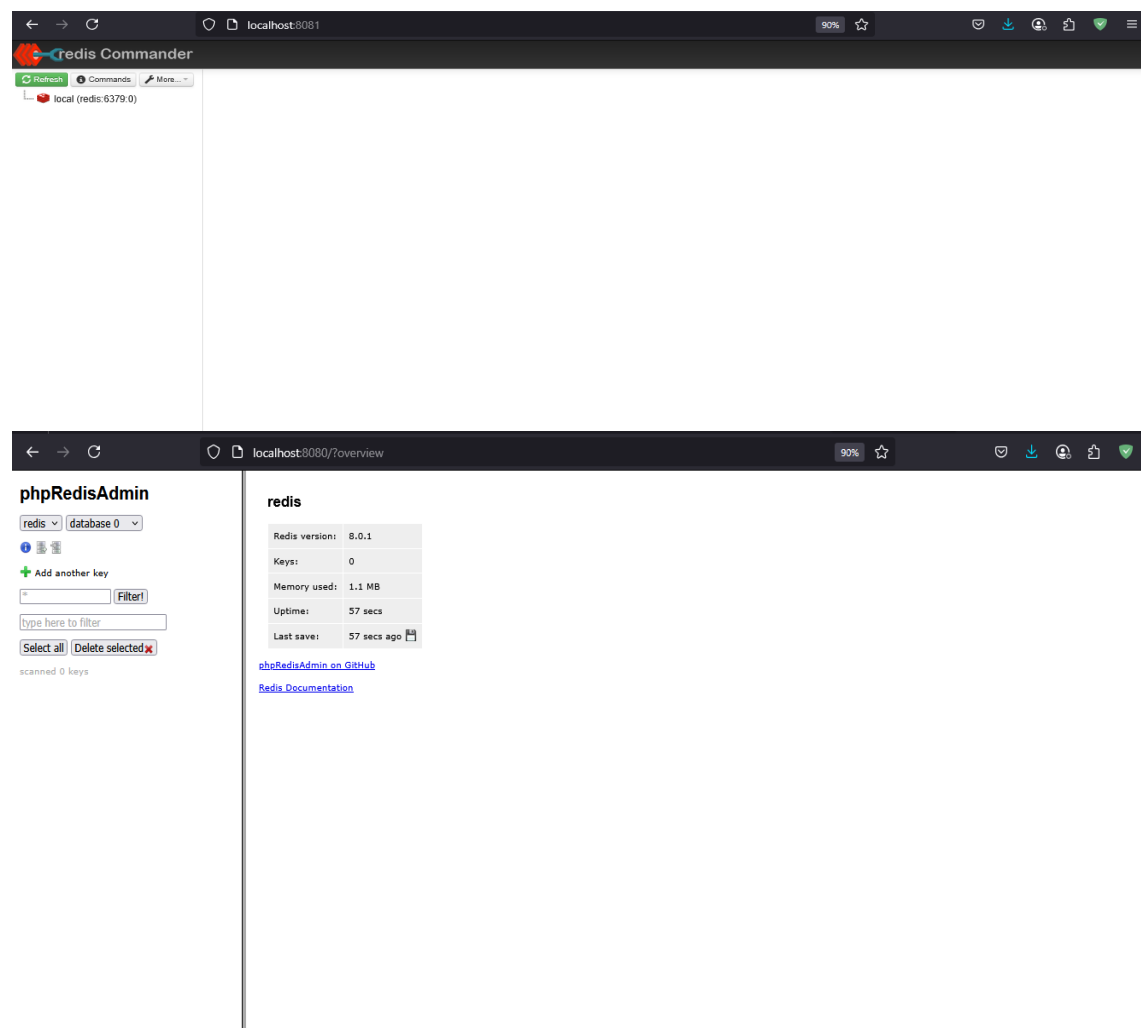 localhost:8081 90%
redis Commander
Refresh Commands More...
local (redis:6379:0)
localhost:8080/?overview 90%
phpRedisAdmin
redis database 0
Add another key
* Filter!
type here to filter
Select all Delete selected
scanned 0 keys
redis
Redis version: 8.0.1
Keys: 0
Memory used: 1.1 MB
Uptime: 57 secs
Last save: 57 secs ago
phpRedisAdmin on GitHub
Redis Documentation